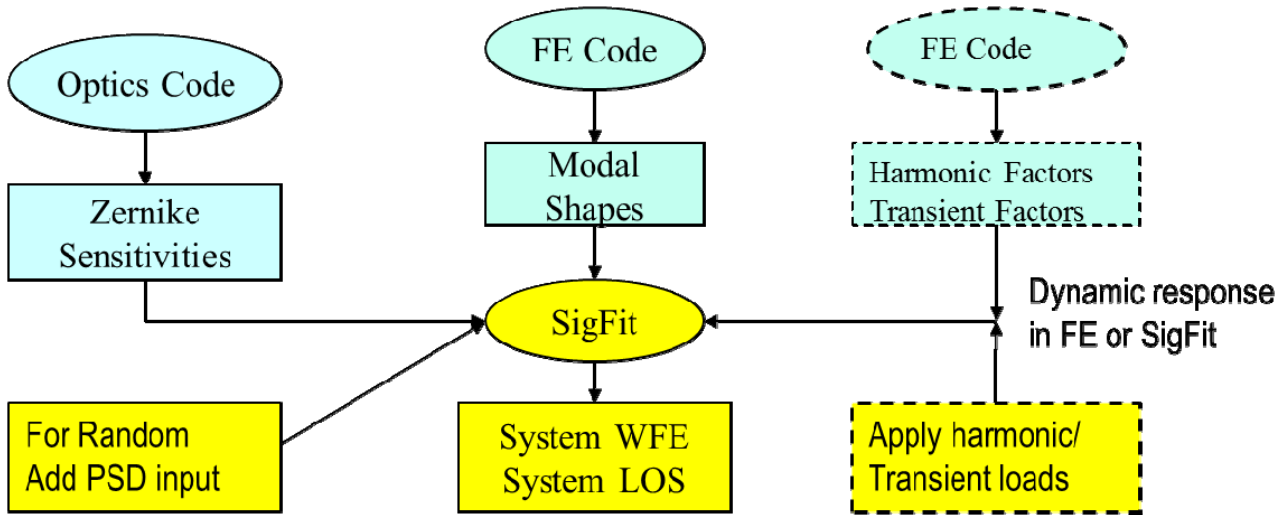 Optics Code
FE Code
FE Code
Zernike
Sensitivities
Modal
Shapes
Harmonic Factors
Transient Factors
SigFit
Dynamic response
in FE or SigFit
For Random
Add PSD input
System WFE
System LOS
Apply harmonic/
Transient loads